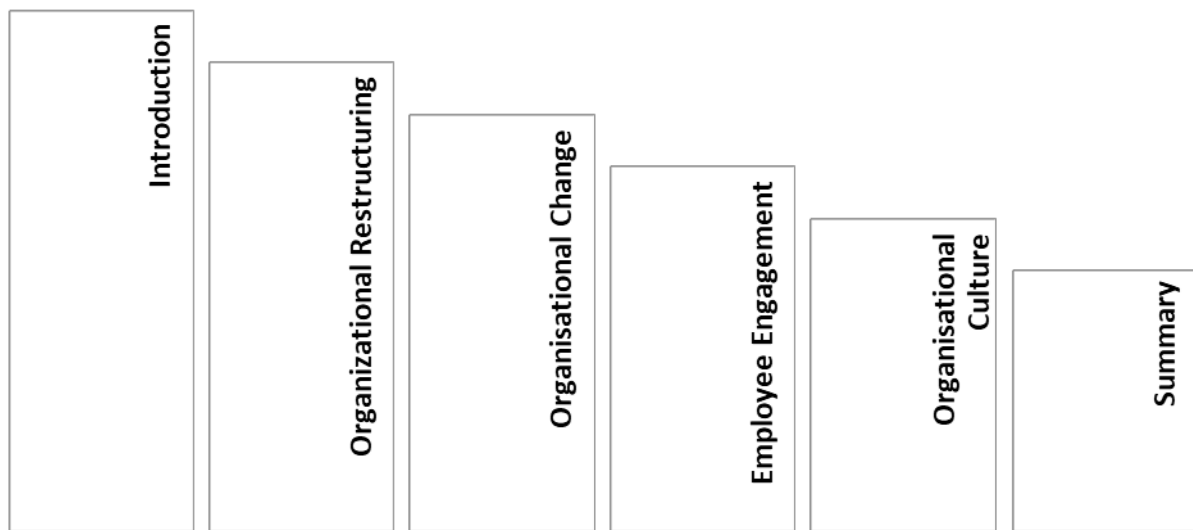 Introduction
Organizational Restructuring
Organisational Change
Employee Engagement
Organisational
Culture
Summary